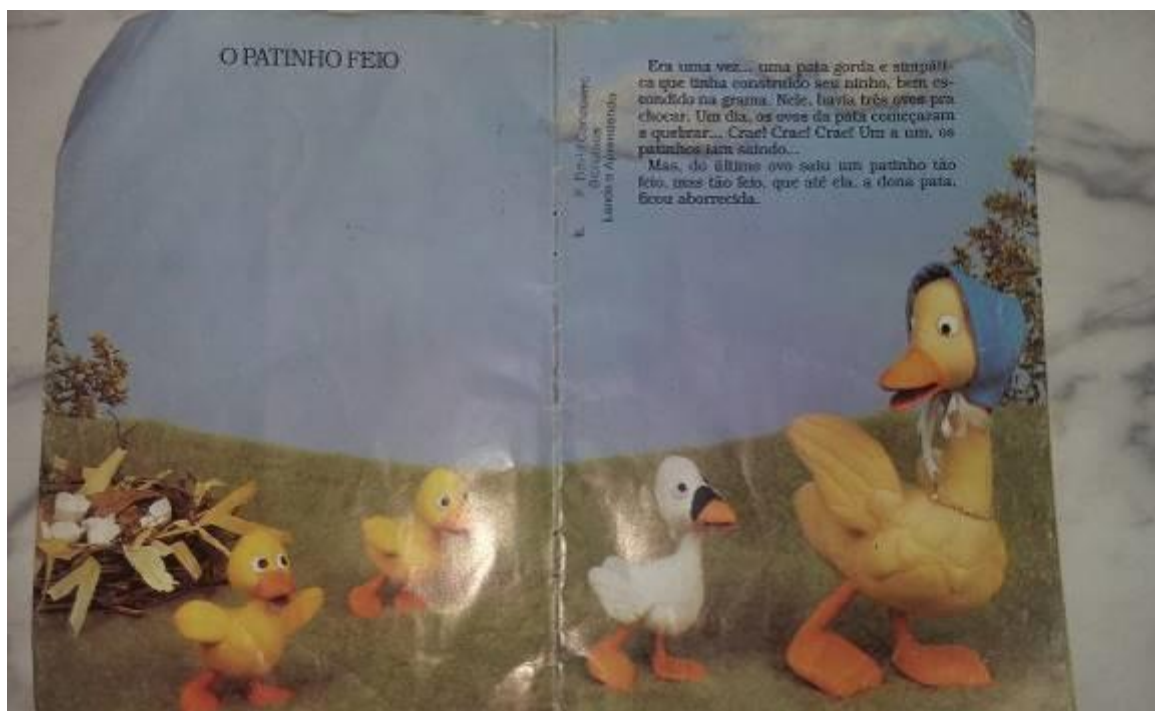 O PATINHO FEIO
Era uma vez... uma pata gorda e simpáti-
ca que tinha construído seu ninho, bem es-
condido na grama. Nele, havia três ovos pra
chocar. Um dia, os ovos da pata começaram
a quebrar... Crac! Crac! Crac! Um a um, os
patinhos iam saindo...
Mas, do último ovo saiu um patinho tão
feio, mas tão feio, que até ela, a dona pata,
ficou aborrecida.
Lendo e Aprendendo